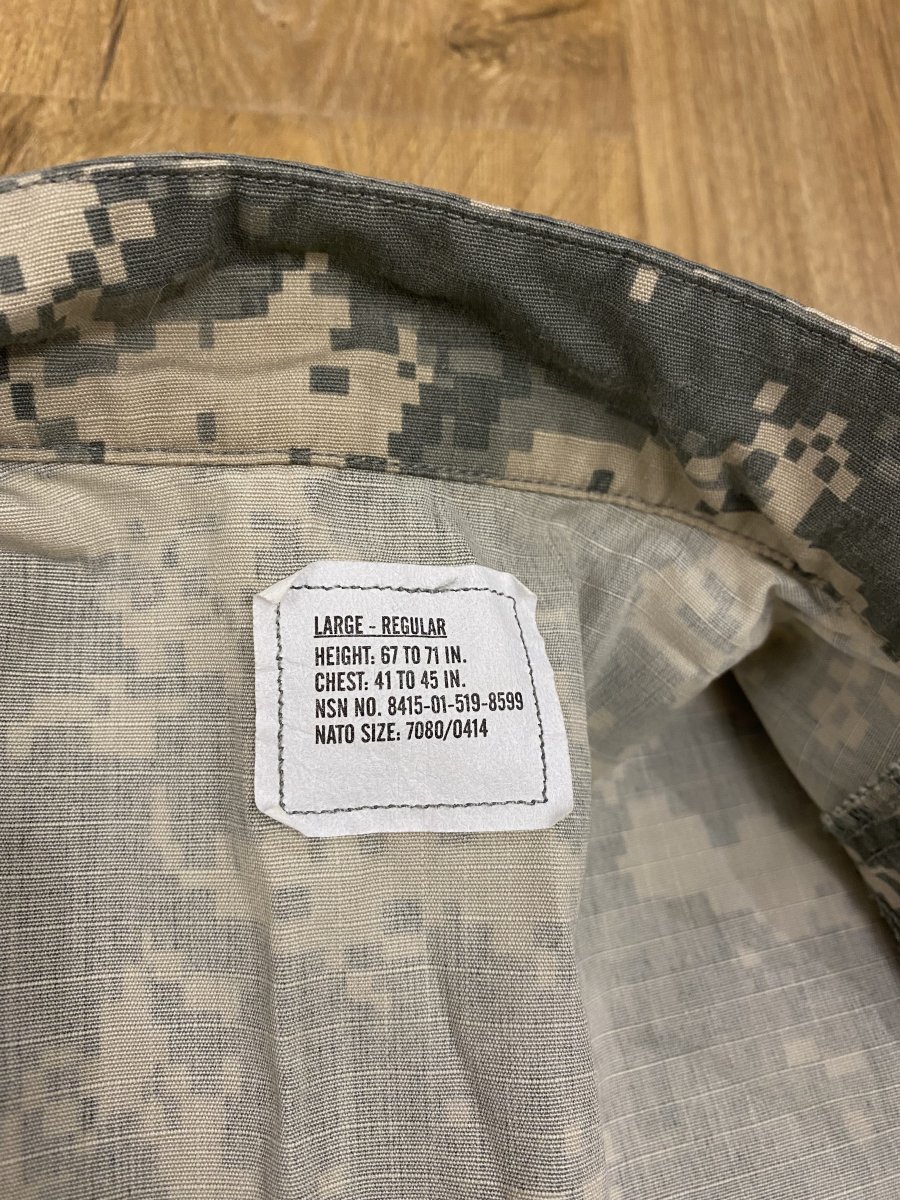 LARGE - REGULAR
HEIGHT: 67 TO 71 IN.
CHEST: 41 TO 45 IN.
NSN NO. 8415-01-519-8599
NATO SIZE: 7080/0414